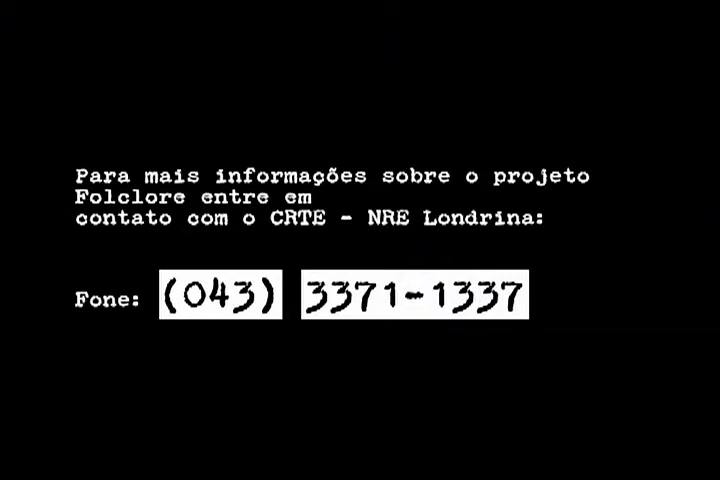 Para mais informações sobre o projeto
Folclore entre em
contato com o CRTE - NRE Londrina:
Fone: (043) 3371-1337